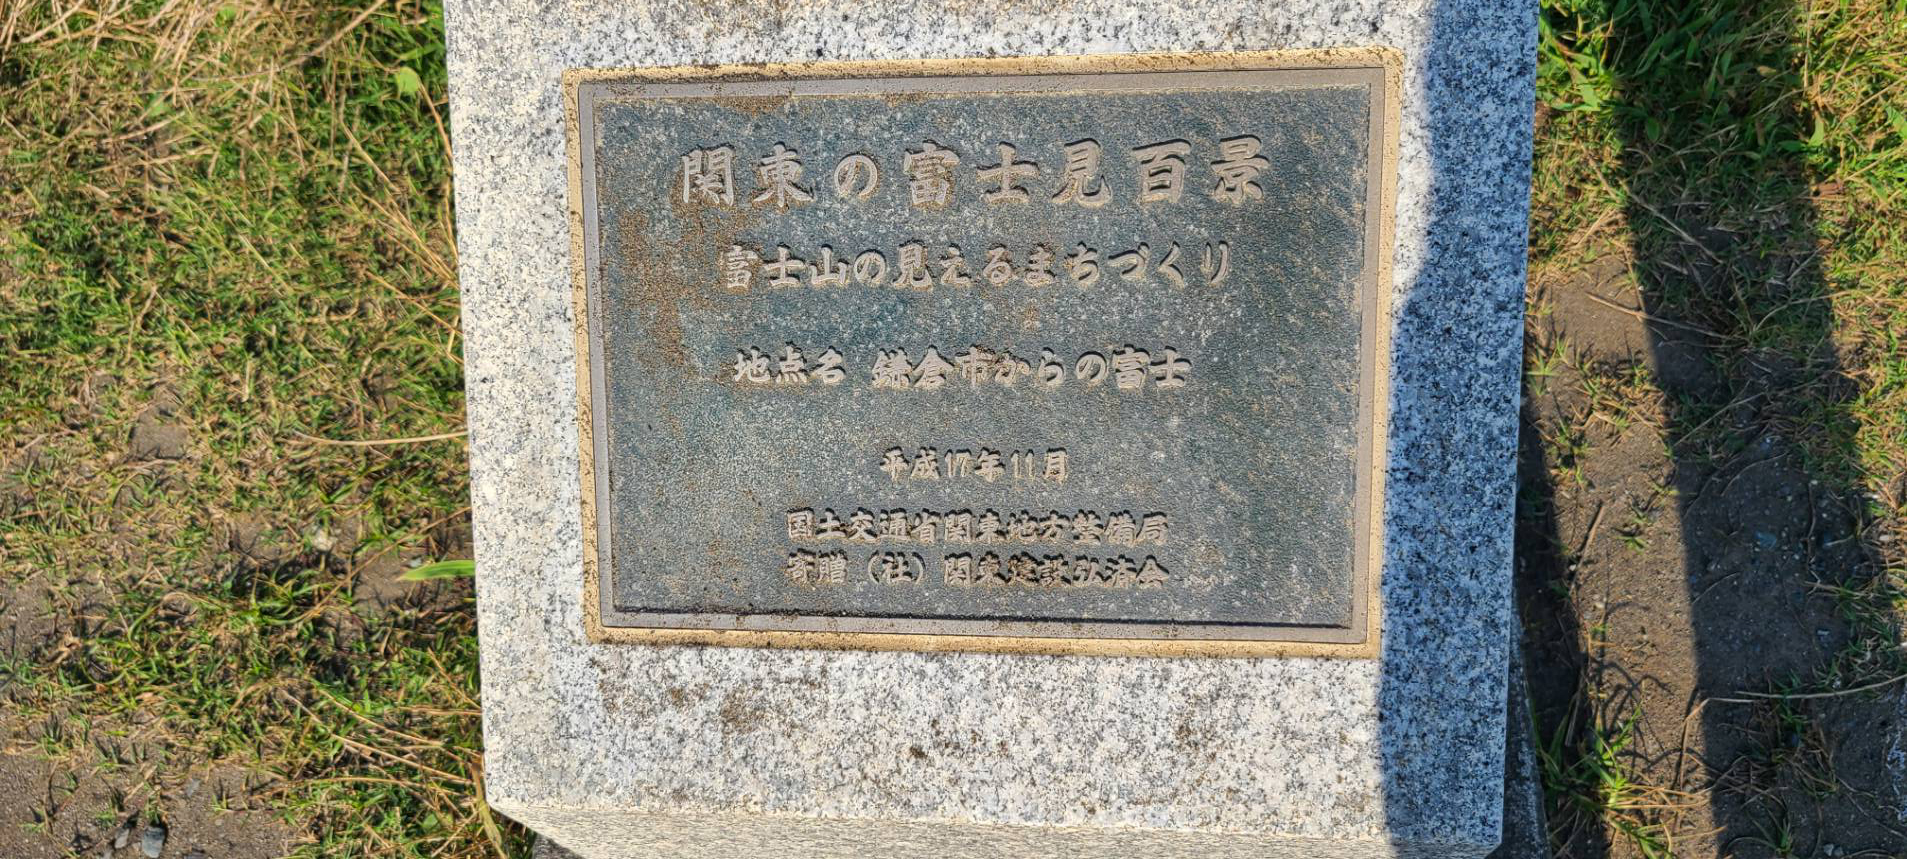 関東の富士見百景
富士山の見えるまちづくり
地点名 鎌倉市からの富士
平成17年11月
国土交通省関東地方整備局
寄贈（社）関東建設弘済会